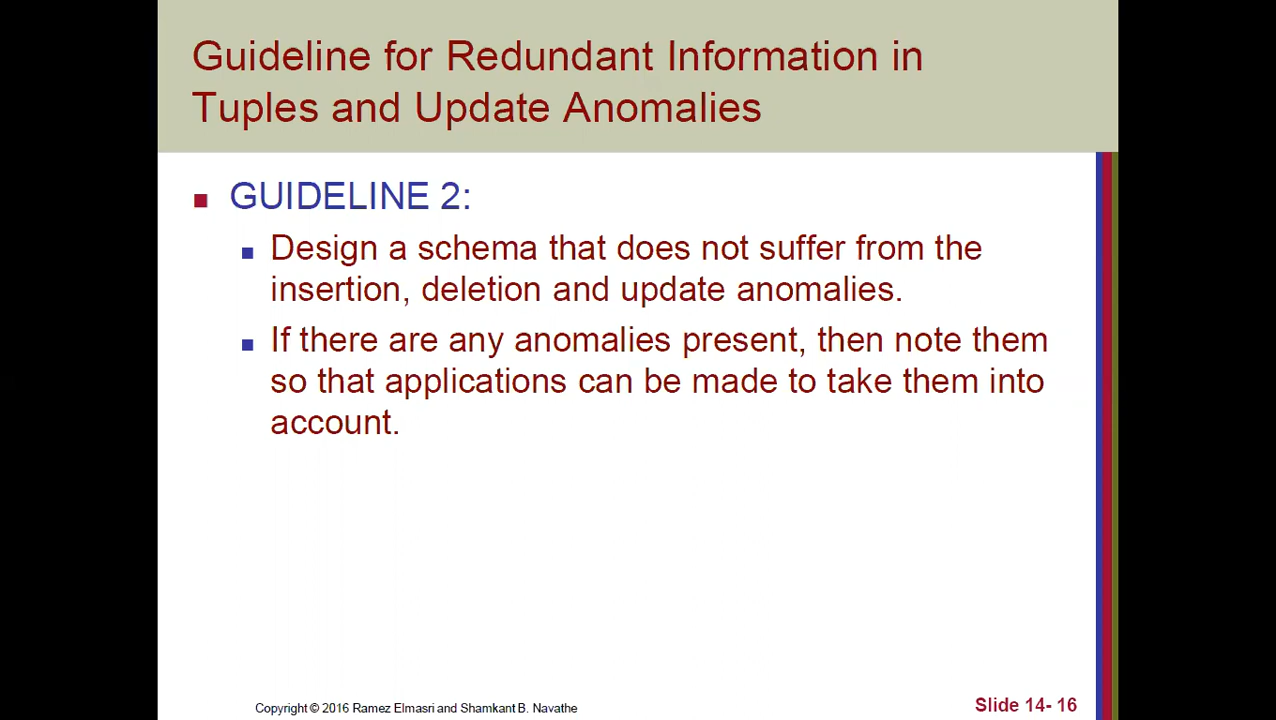 Guideline for Redundant Information in
Tuples and Update Anomalies
GUIDELINE 2:
Design a schema that does not suffer from the
insertion, deletion and update anomalies.
If there are any anomalies present, then note them
so that applications can be made to take them into
account.
Copyright © 2016 Ramez Elmasri and Shamkant B. Navathe
Slide 14- 16